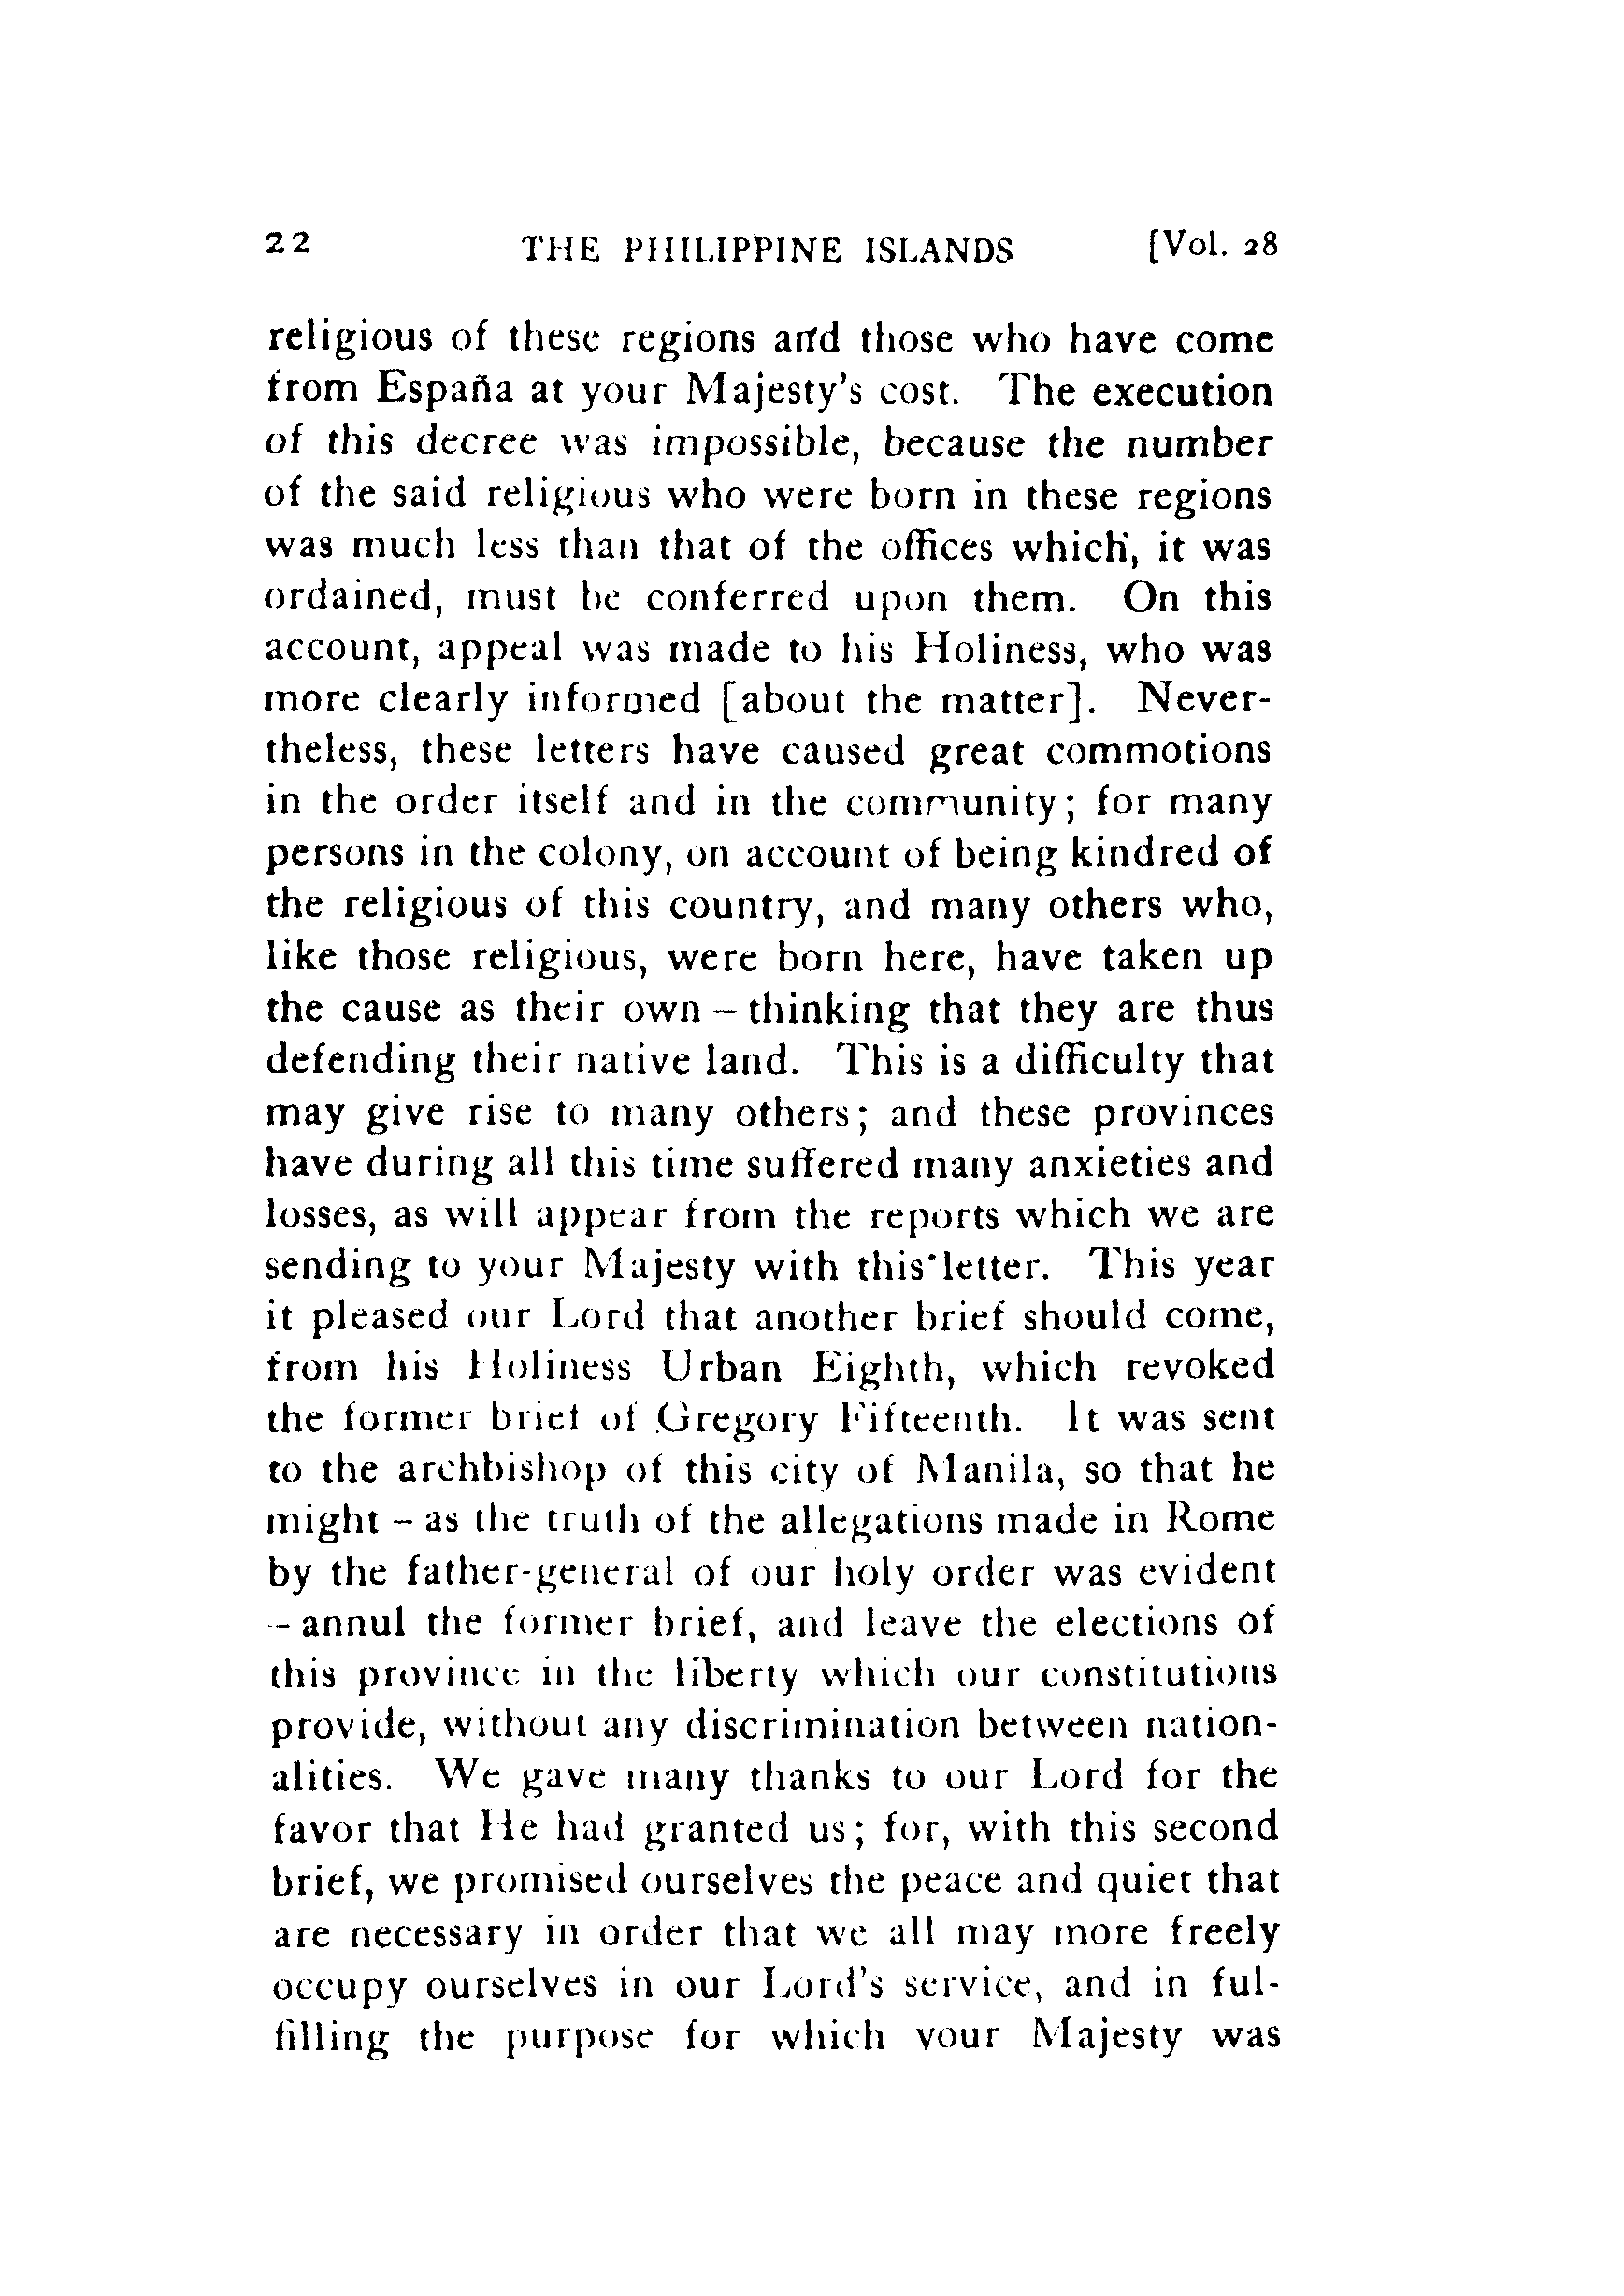 22 THE PHILIPPINE ISLANDS [Vol. 28
religious of these regions and those who have come
from España at your Majesty's cost. The execution
of this decree was impossible, because the number
of the said religious who were born in these regions
was much less than that of the offices which, it was
ordained, must be conferred upon them. On this
account, appeal was made to his Holiness, who was
more clearly informed [about the matter]. Never-
theless, these letters have caused great commotions
in the order itself and in the community; for many
persons in the colony, on account of being kindred of
the religious of this country, and many others who,
like those religious, were born here, have taken up
the cause as their own – thinking that they are thus
defending their native land. This is a difficulty that
may give rise to many others; and these provinces
have during all this time suffered many anxieties and
losses, as will appear from the reports which we are
sending to your Majesty with this letter. This year
it pleased our Lord that another brief should come,
from his Holiness Urban Eighth, which revoked
the former brief of Gregory Fifteenth. It was sent
to the archbishop of this city of Manila, so that he
might – as the truth of the allegations made in Rome
by the father-general of our holy order was evident
– annul the former brief, and leave the elections of
this province in the liberty which our constitutions
provide, without any discrimination between nation-
alities. We gave many thanks to our Lord for the
favor that He had granted us; for, with this second
brief, we promised ourselves the peace and quiet that
are necessary in order that we all may more freely
occupy ourselves in our Lord's service, and in ful-
filling the purpose for which your Majesty was